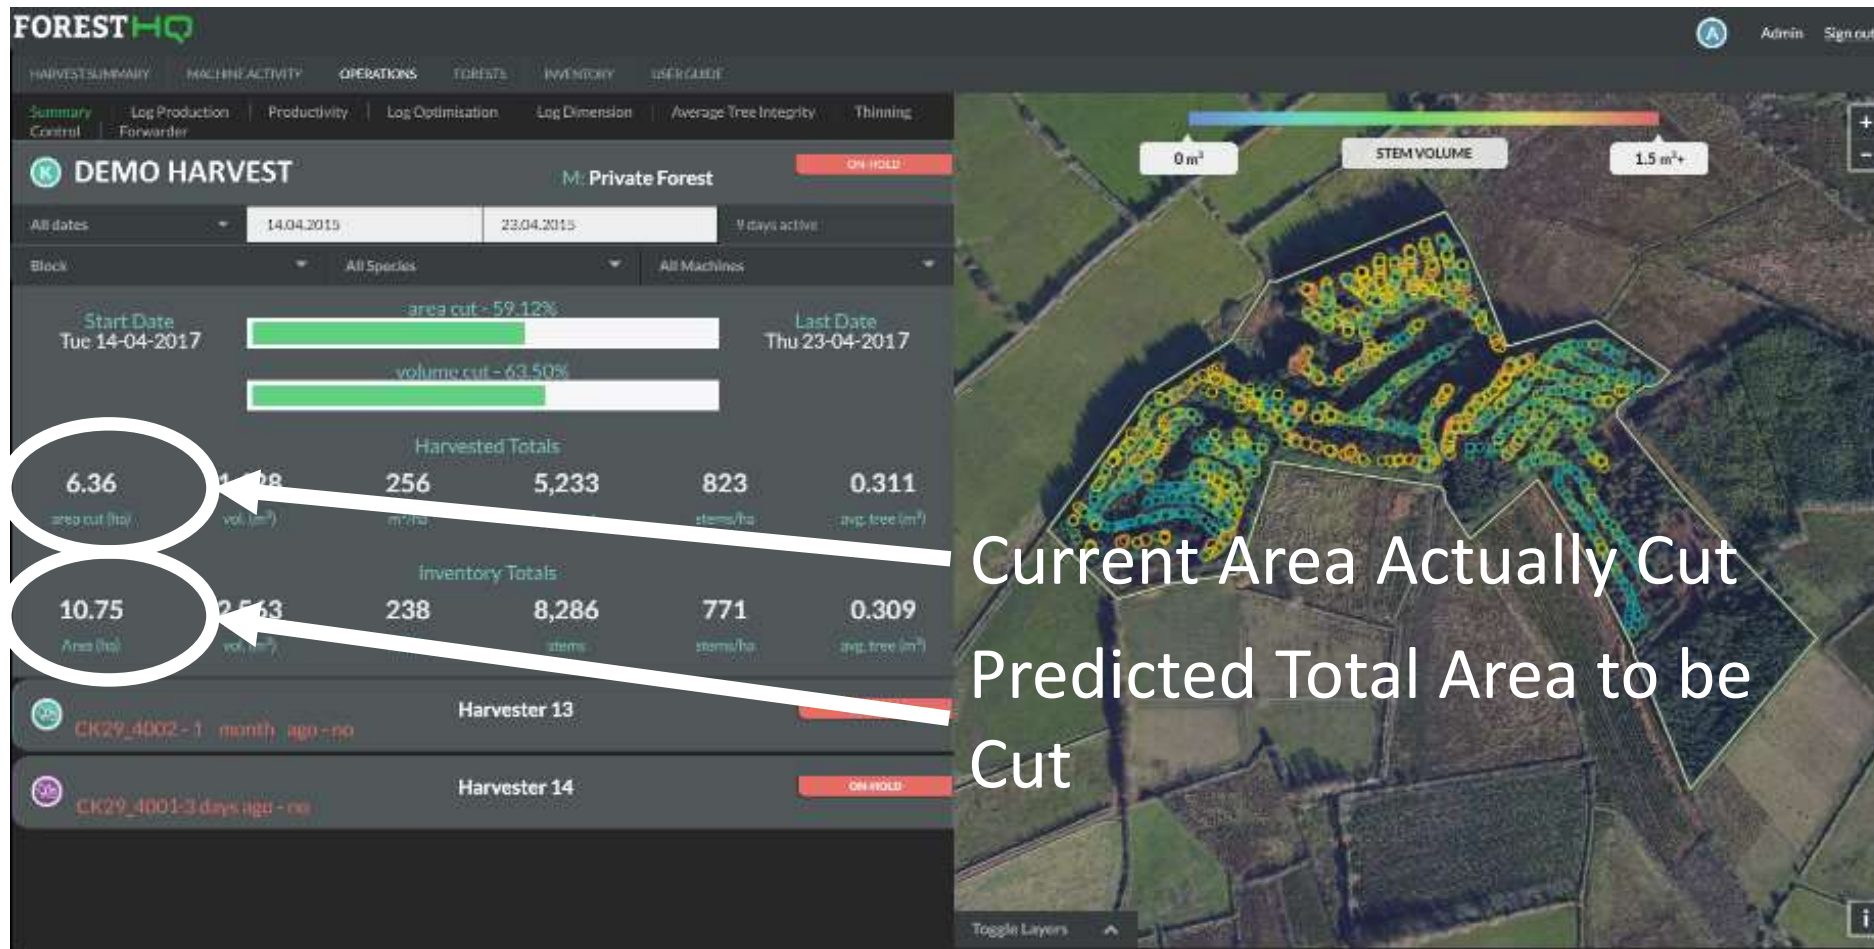 FORESTHQ
A Admin Sign out
HARVEST SUMMARY MACHINE ACTIVITY OPERATIONS FORESTS INVENTORY USER GUIDE
Summary Log Production Productivity Log Optimisation Log Dimension Average Tree Integrity Thinning
Control Forwarder
K DEMO HARVEST M: Private Forest ON-HOLD
All dates 14.04.2015 23.04.2015 9 days active
Block All Species All Machines
area cut - 59.12%
Start Date Last Date
Tue 14-04-2017 Thu 23-04-2017
volume cut - 63.50%
Harvested Totals
6.36 256 5,233 823 0.311
area cut (ha) vol. (m³) m³/ha stems/ha avg. tree (m³)
Inventory Totals
10.75 238 8,286 771 0.309
Area (ha) vol. (m³) stems stems/ha avg. tree (m³)
Harvester 13
CK29_4002 - 1 month ago - no
Harvester 14 ON-HOLD
CK29_4001-3 days ago - no
0 m³ STEM VOLUME 1.5 m³+
+
−
Current Area Actually Cut
Predicted Total Area to be
Cut
Toggle Layers
i